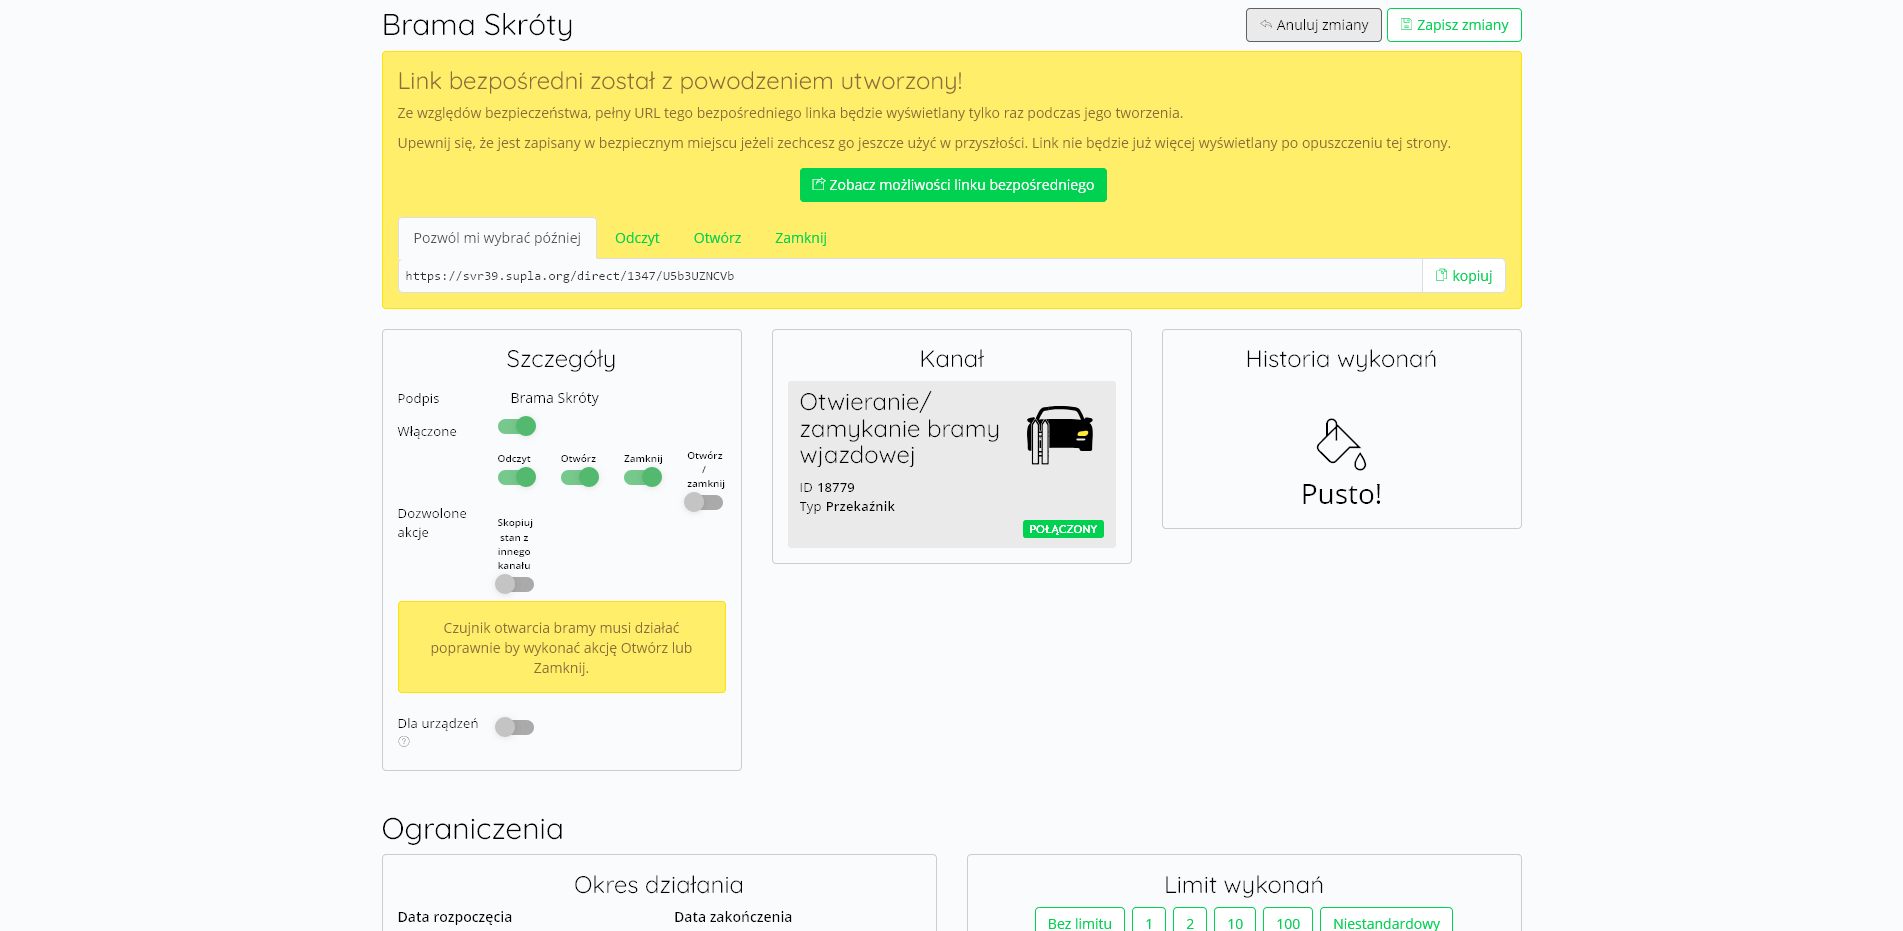 Brama Skróty
Anuluj zmiany
Zapisz zmiany
Link bezpośredni został z powodzeniem utworzony!
Ze względów bezpieczeństwa, pełny URL tego bezpośredniego linka będzie wyświetlany tylko raz podczas jego tworzenia.
Upewnij się, że jest zapisany w bezpiecznym miejscu jeżeli zechcesz go jeszcze użyć w przyszłości. Link nie będzie już więcej wyświetlany po opuszczeniu tej strony.
Zobacz możliwości linku bezpośredniego
Pozwól mi wybrać później
Odczyt
Otwórz
Zamknij
https://svr39.supla.org/direct/1347/U5b3UZNCVb
kopiuj
Szczegóły
Podpis
Brama Skróty
Włączone
Dozwolone
akcje
Odczyt
Otwórz
Zamknij
Otwórz
/
zamknij
Skopiuj
stan z
innego
kanału
Czujnik otwarcia bramy musi działać
poprawnie by wykonać akcję Otwórz lub
Zamknij.
Dla urządzeń
Kanał
Otwieranie/
zamykanie bramy
wjazdowej
ID 18779
Typ Przekaźnik
POŁĄCZONY
Historia wykonań
Pusto!
Ograniczenia
Okres działania
Data rozpoczęcia
Data zakończenia
Limit wykonań
Bez limitu
1
2
10
100
Niestandardowy